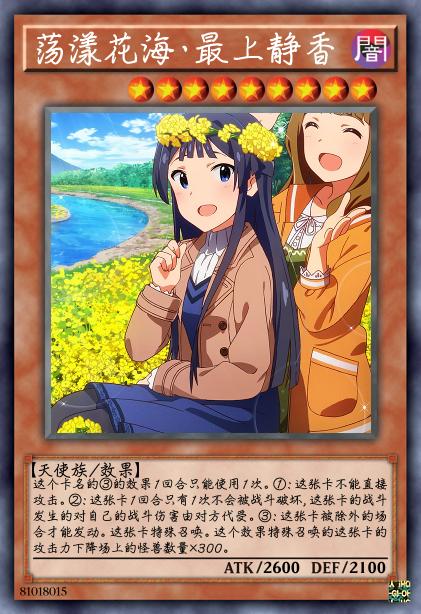 荡漾花海·最上静香 闇
【天使族/效果】
这个卡名的③的效果1回合只能使用1次。①:这张卡不能直接
攻击。②:这张卡1回合只有1次不会被战斗破坏,这张卡的战斗
发生的对自己的战斗伤害由对方代受。③:这张卡被除外的场
合才能发动。这张卡特殊召唤。这个效果特殊召唤的这张卡的
攻击力下降场上的怪兽数量×300。
ATK/2600 DEF/2100
81018015